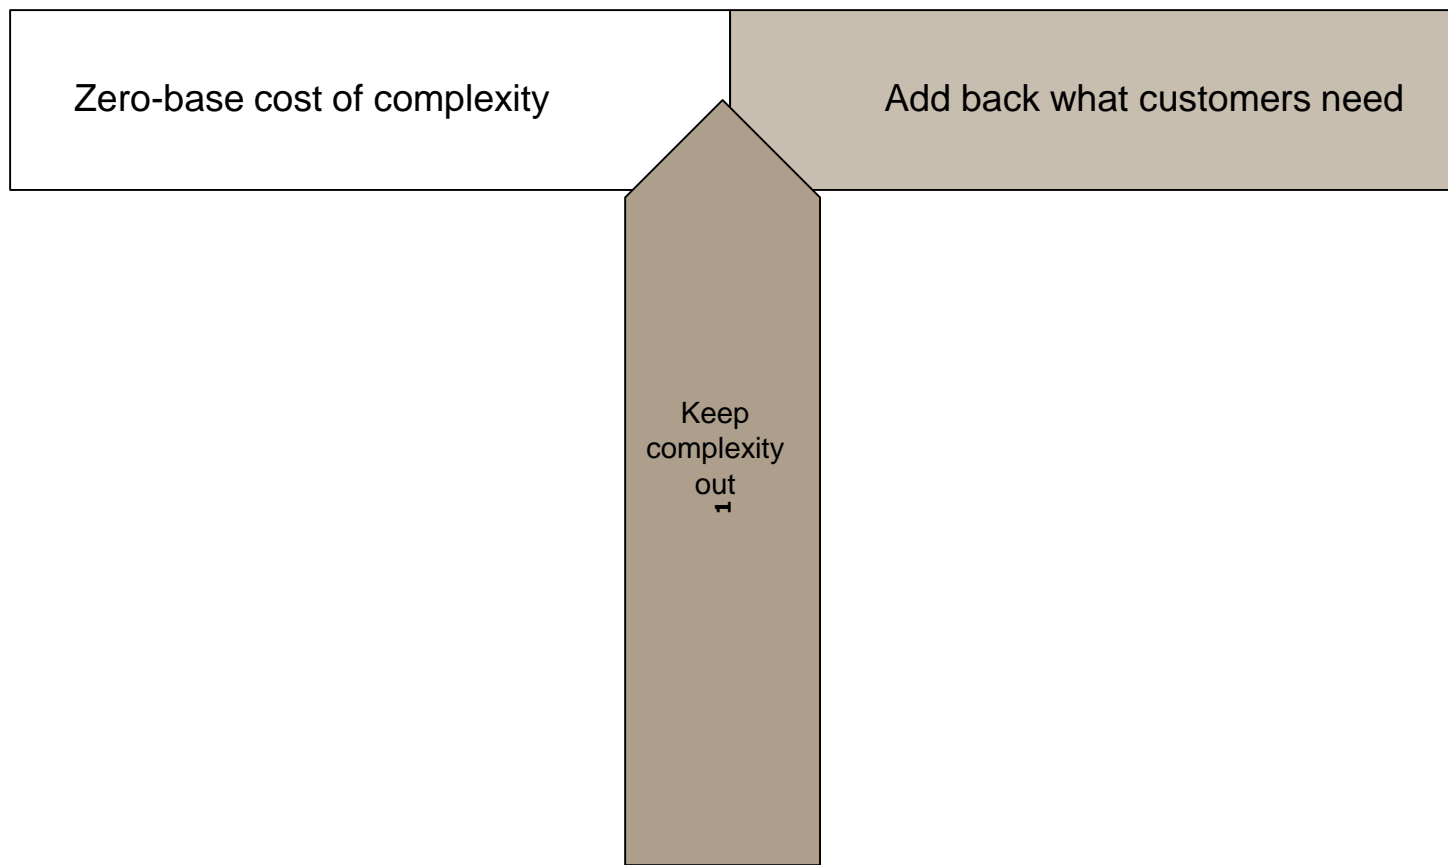 Zero-base cost of complexity
Add back what customers need
Keep
complexity
out
1